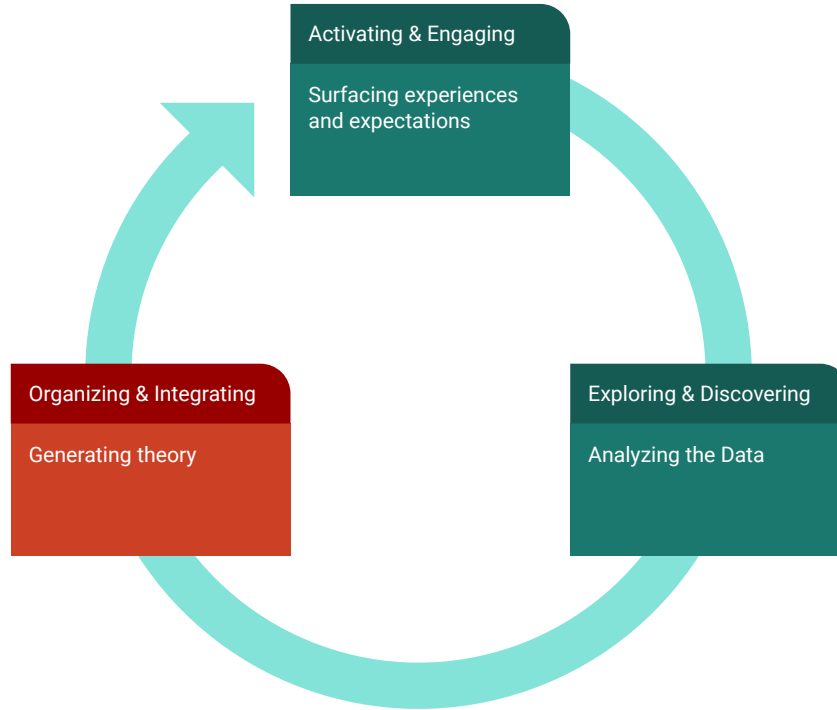 Activating & Engaging
Surfacing experiences
and expectations
Organizing & Integrating
Generating theory
Exploring & Discovering
Analyzing the Data